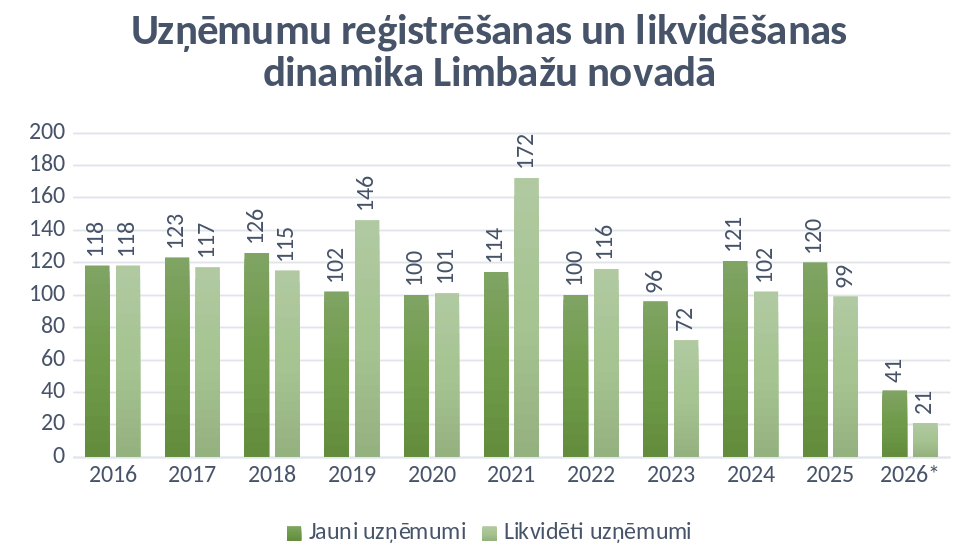 Uzņēmumu reģistrēšanas un likvidēšanas
dinamika Limbažu novadā
200
180
160
140
120
100
80
60
40
20
0
118 118 123 117 126 115 102 146 100 101 114 172 100 116 96 72 121 102 120 99 41 21
2016 2017 2018 2019 2020 2021 2022 2023 2024 2025 2026*
Jauni uzņēmumi Likvidēti uzņēmumi